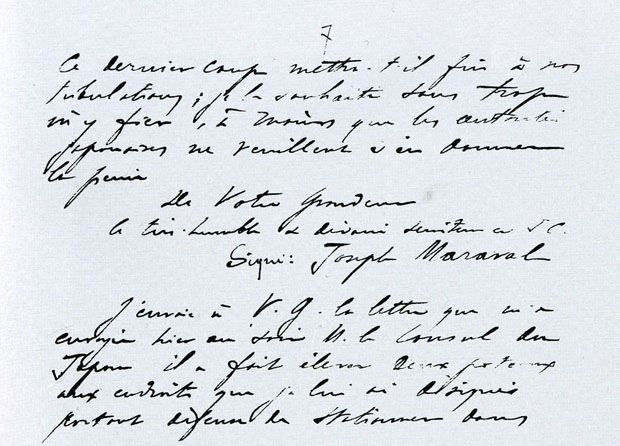 7
Ce dernier coup mettra-t-il fin à nos
tribulations ; je le souhaite sans trop
m'y fier, à moins que les autorités
japonaises ne veuillent s'en donner
la peine
De Votre Grandeur
le très-humble & dévoué serviteur en J. C.
Signé : Joseph Maraval
J'envoie à V. G. la lettre que m'a
envoyée hier au soir M. le Consul du
Japon il a fait élever deux poteaux
aux endroits que je lui ai désignés
portant défense de stationner dans